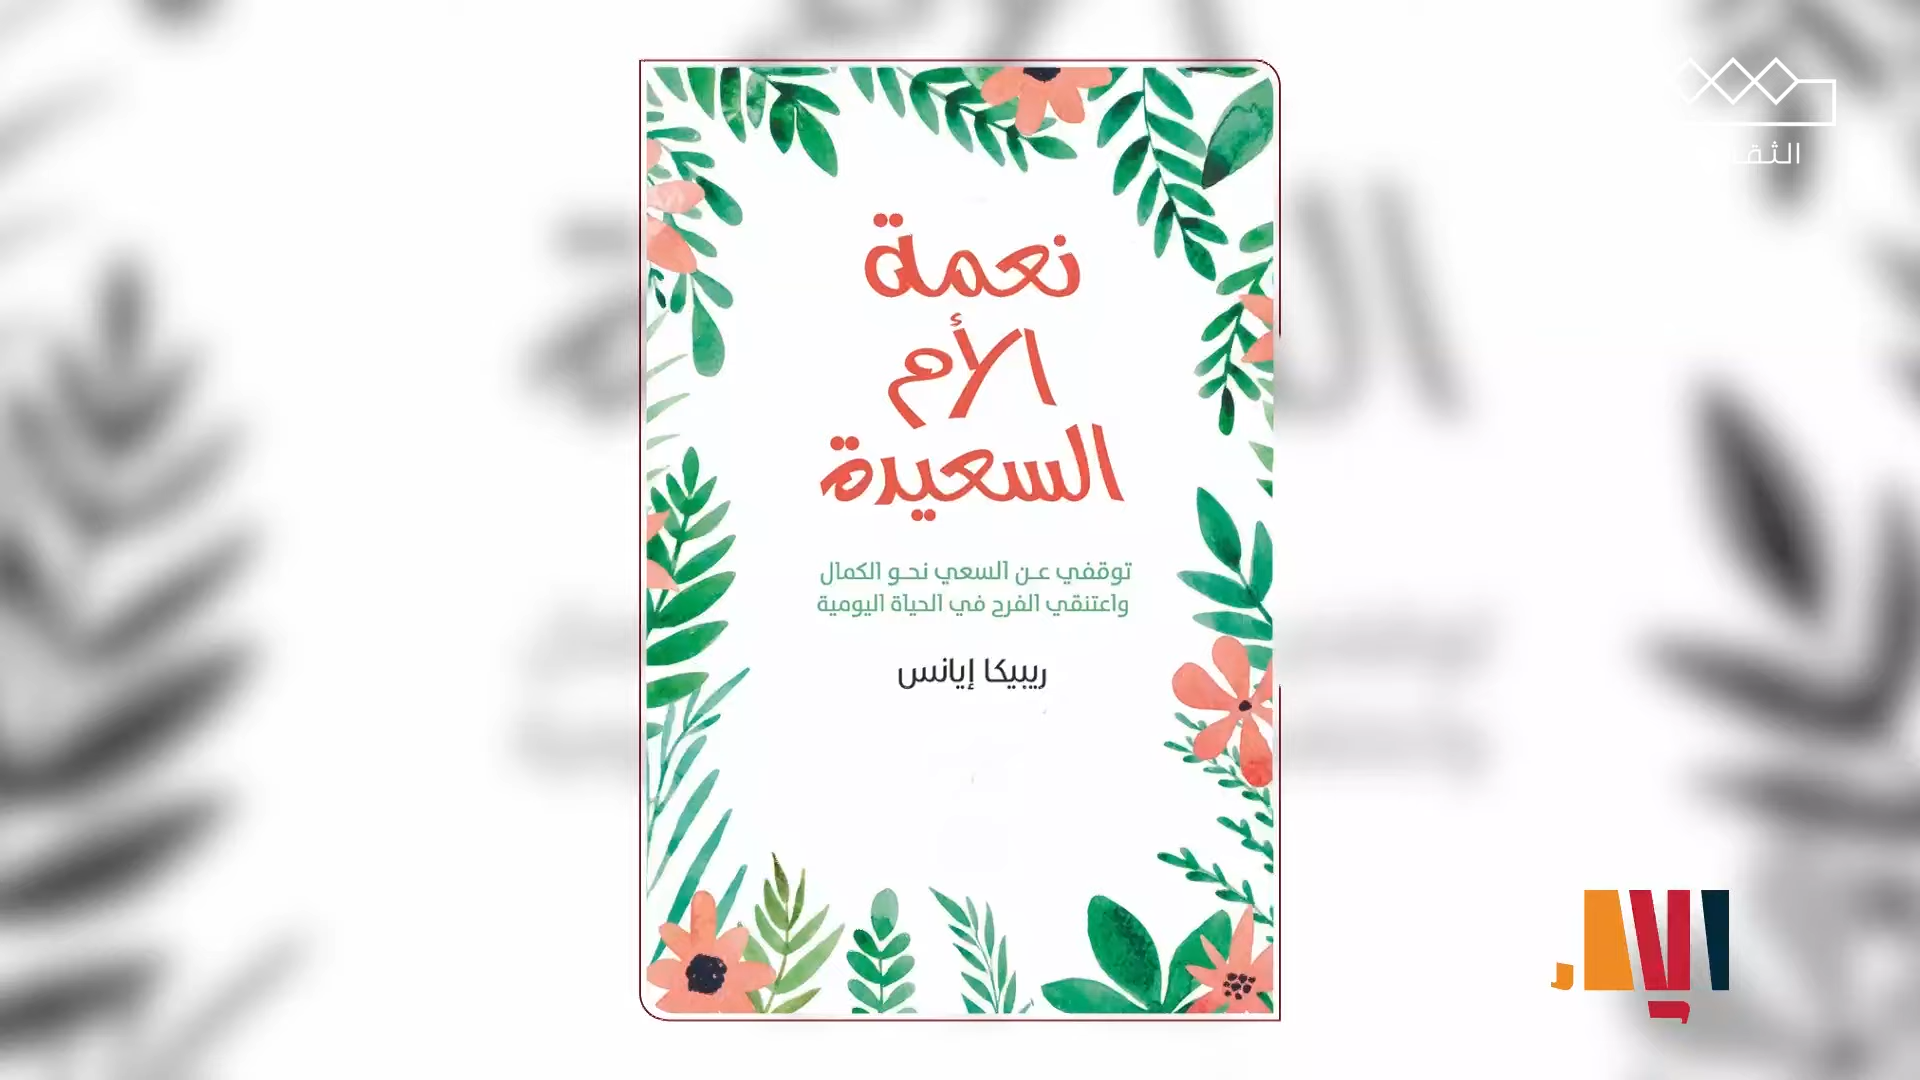 نعمة
الأم
السعيدة
توقفي عن السعي نحو الكمال
واعتنقي الفرح في الحياة اليومية
ريبيكا إيانس